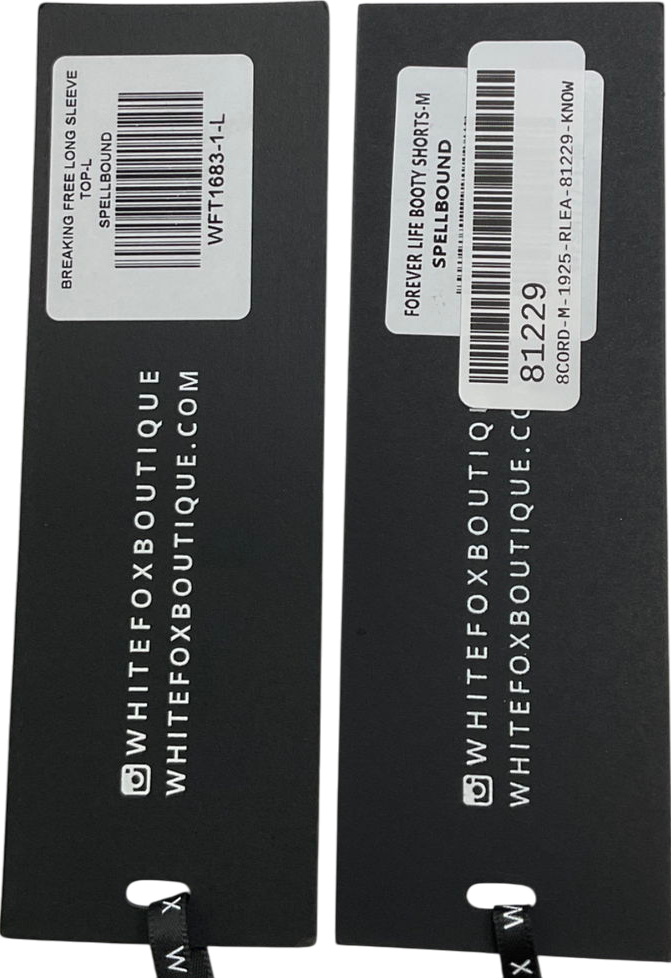 BREAKING FREE LONG SLEEVE
TOP-L
SPELLBOUND
WFT1683-1-L
WHITEFOXBOUTIQUE
WHITEFOXBOUTIQUE.COM
X W
FOREVER LIFE BOOTY SHORTS-M
SPELLBOUND
81229
8CORD-M-1925-RLEA-81229-KNOW
WHITEFOXBOUTIQ
WHITEFOXBOUTIQUE.CO
X W